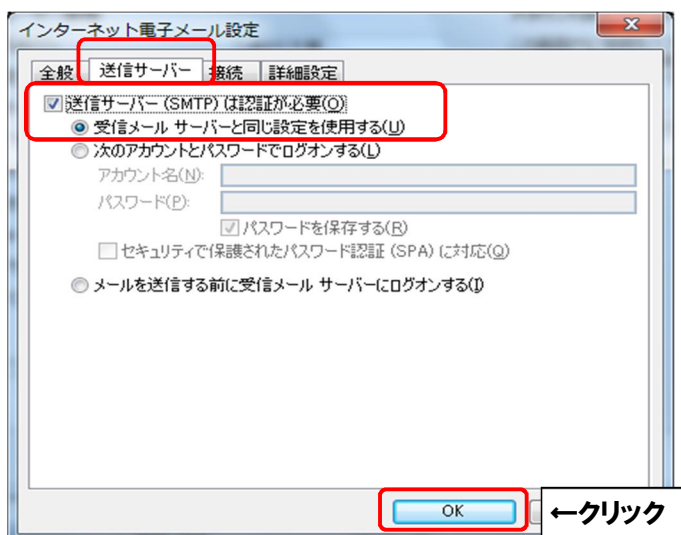 インターネット電子メール設定
全般 送信サーバー 接続 詳細設定
送信サーバー (SMTP) は認証が必要(O)
受信メール サーバーと同じ設定を使用する(U)
次のアカウントとパスワードでログオンする(L)
アカウント名(N):
パスワード(P):
パスワードを保存する(R)
セキュリティで保護されたパスワード認証 (SPA) に対応(Q)
メールを送信する前に受信メール サーバーにログオンする(I)
OK ←クリック